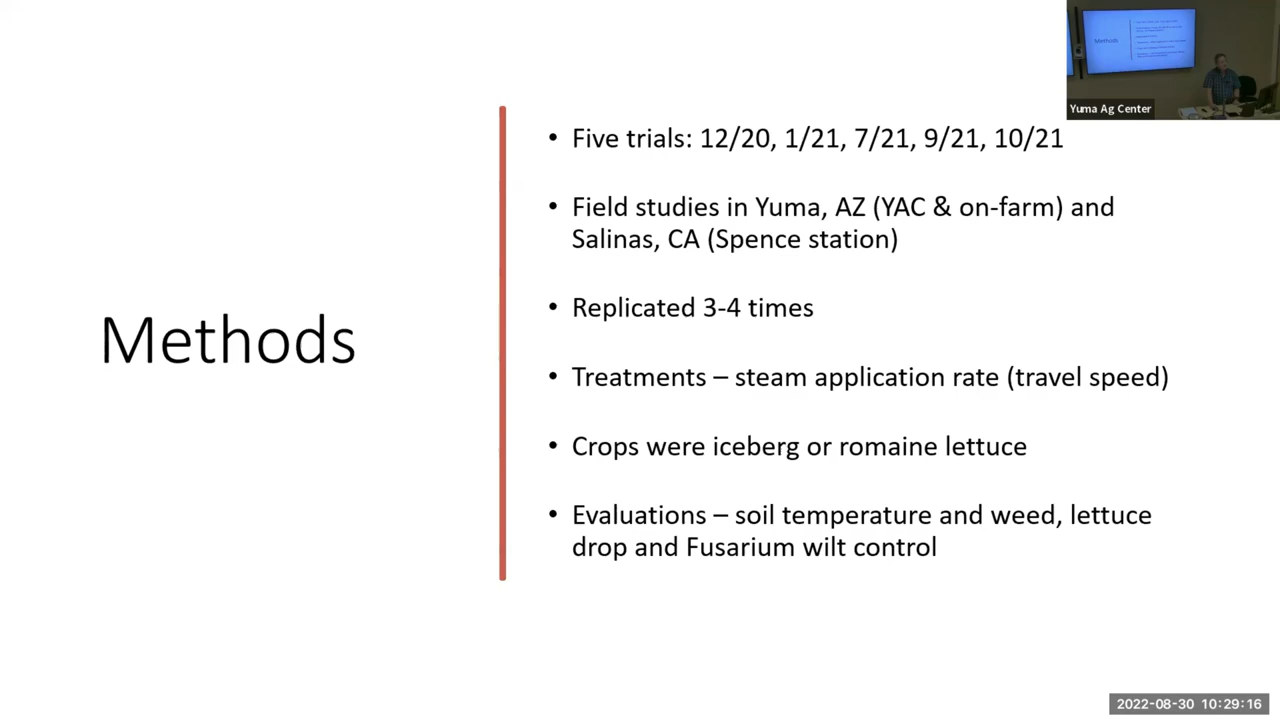 Methods
• Five trials: 12/20, 1/21, 7/21, 9/21, 10/21
• Field studies in Yuma, AZ (YAC & on-farm) and
Salinas, CA (Spence station)
• Replicated 3-4 times
• Treatments – steam application rate (travel speed)
• Crops were iceberg or romaine lettuce
• Evaluations – soil temperature and weed, lettuce
drop and Fusarium wilt control
Methods
Yuma Ag Center
2022-08-30 10:29:16